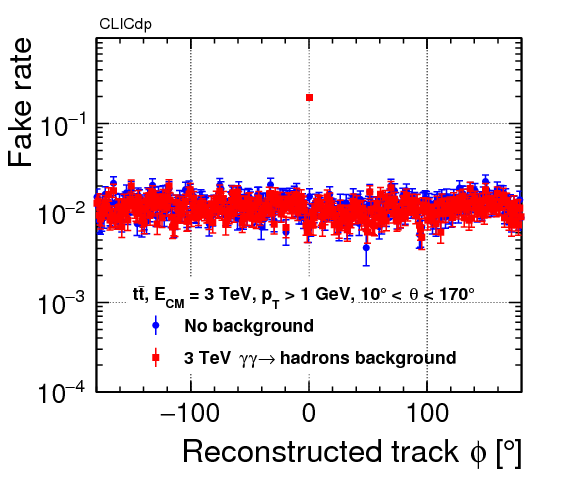 CLICdp
Fake rate
10⁻¹
10⁻²
10⁻³
10⁻⁴
tt̄, E_CM = 3 TeV, p_T > 1 GeV, 10° < θ < 170°
No background
3 TeV γγ→ hadrons background
−100 0 100
Reconstructed track ϕ [°]